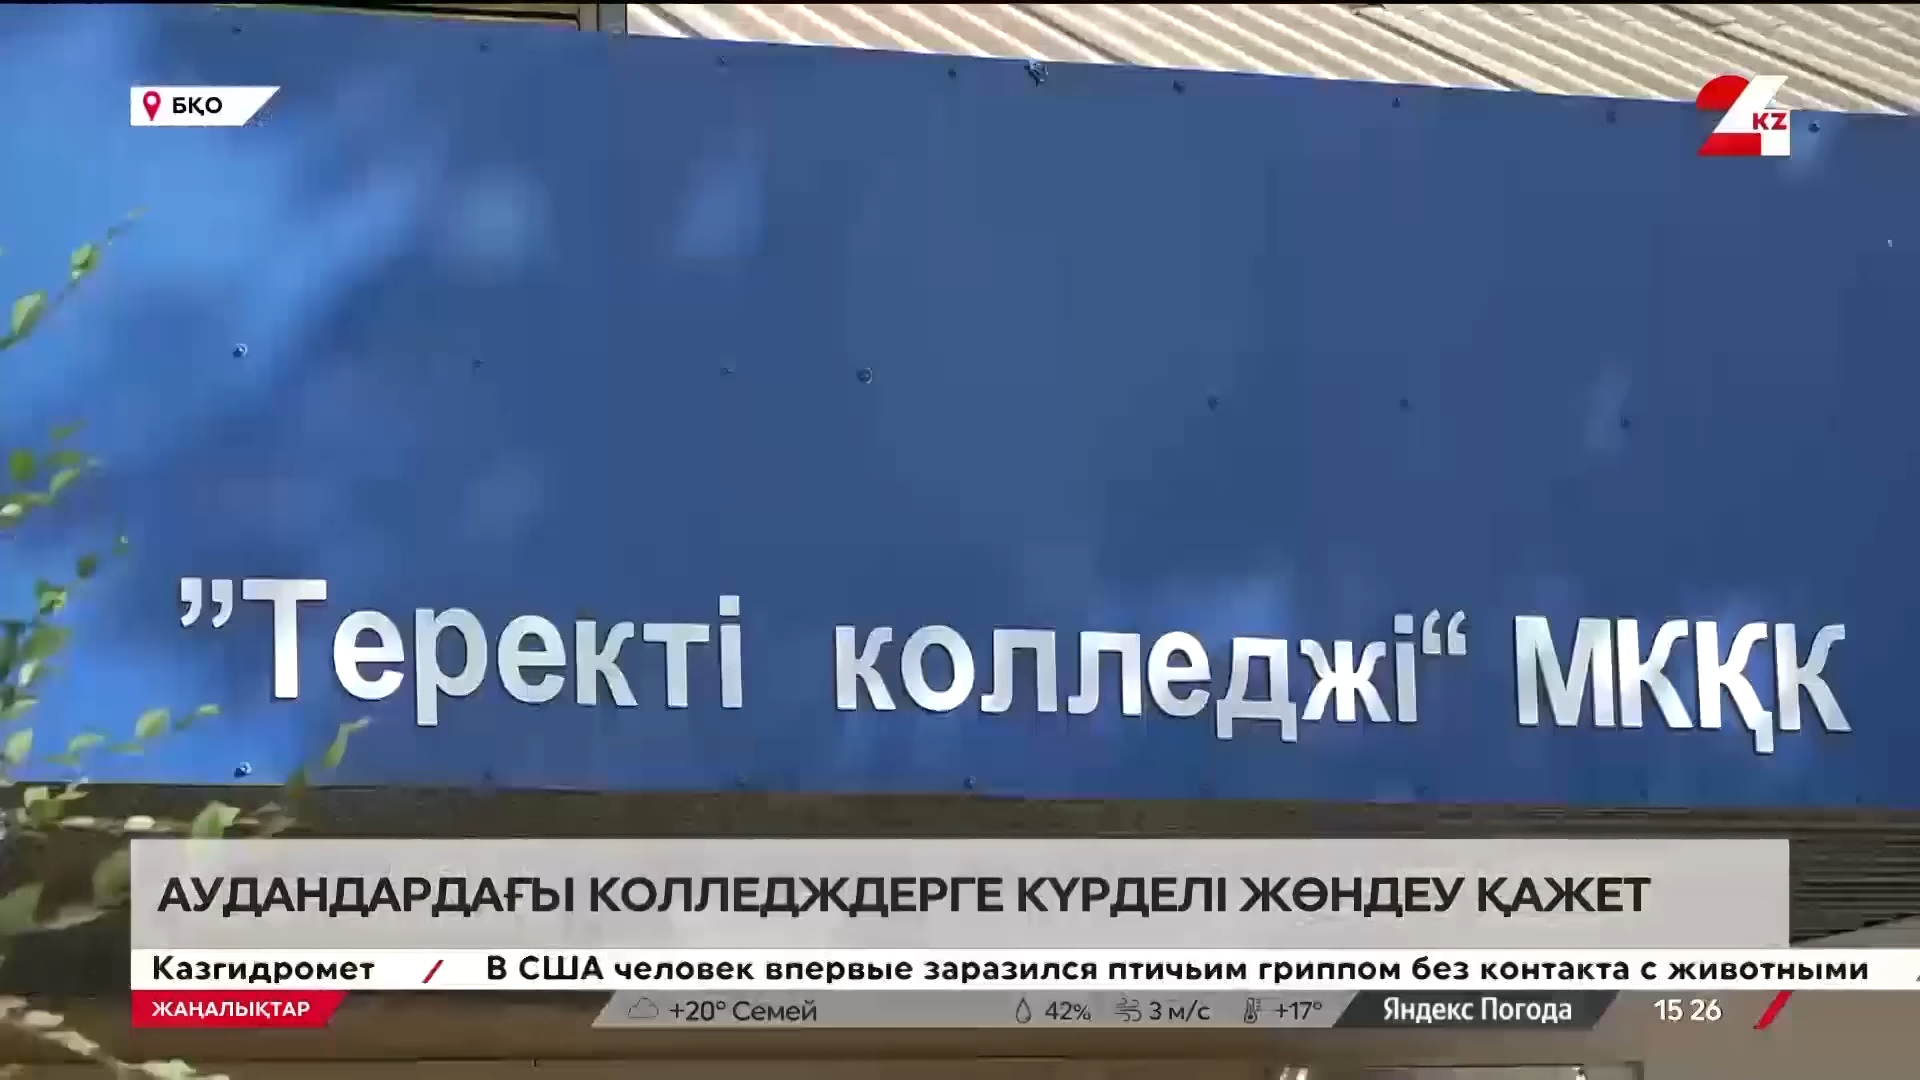 БҚО
24 KZ
”Теректі колледжі“ МКҚК
АУДАНДАРДАҒЫ КОЛЛЕДЖДЕРГЕ КҮРДЕЛІ ЖӨНДЕУ ҚАЖЕТ
Казгидромет / В США человек впервые заразился птичьим гриппом без контакта с животными
ЖАҢАЛЫҚТАР +20° Семей 42% 3 м/с +17° Яндекс Погода 15 26